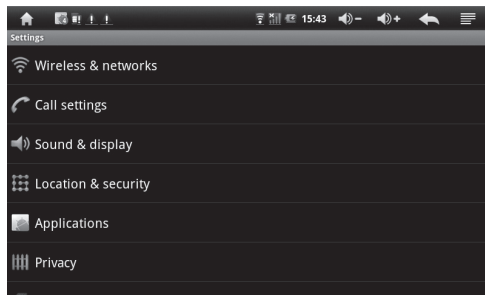 15:43
Settings
Wireless & networks
Call settings
Sound & display
Location & security
Applications
Privacy